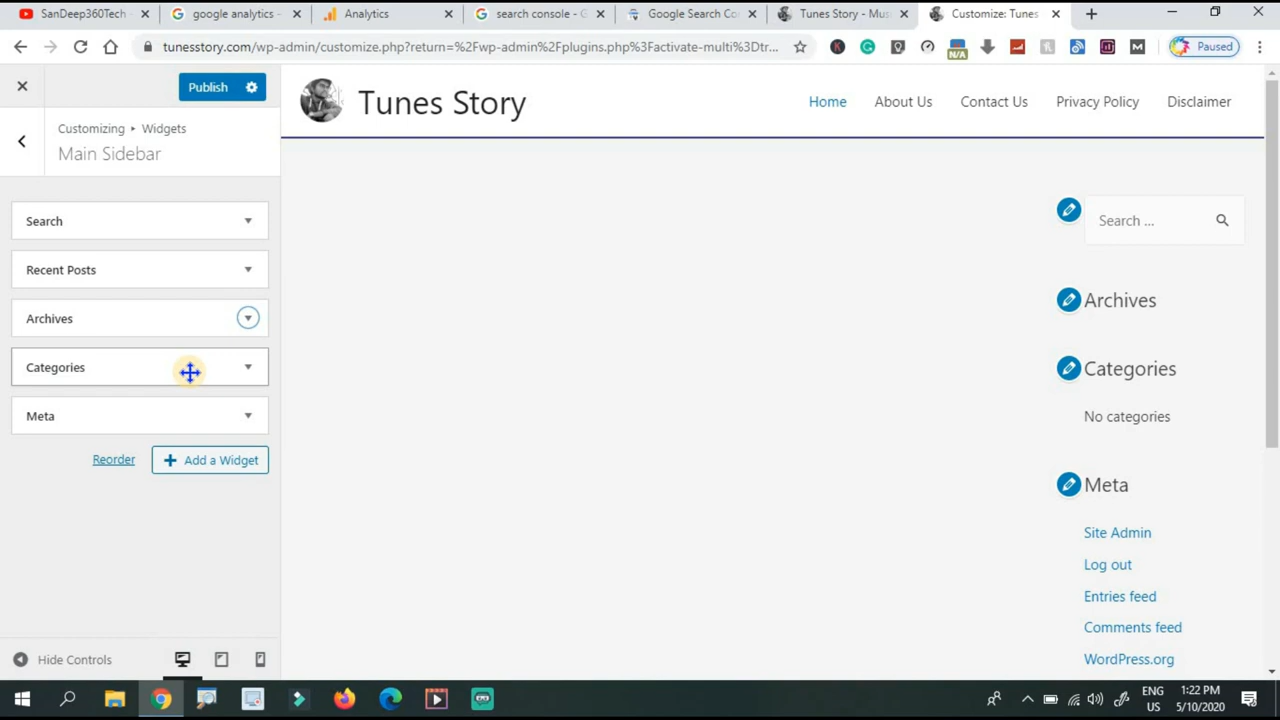 SanDeep360Tech -
google analytics -
Analytics
search console - G
Google Search Co
Tunes Story - Mus
Customize: Tunes
tunesstory.com/wp-admin/customize.php?return=%2Fwp-admin%2Fplugins.php%3Factivate-multi%3Dtr...
N/A
Paused
Publish
Customizing ▸ Widgets
Main Sidebar
Search
Recent Posts
Archives
Categories
Meta
Reorder
Add a Widget
Hide Controls
Tunes Story
Home
About Us
Contact Us
Privacy Policy
Disclaimer
Search ...
Archives
Categories
No categories
Meta
Site Admin
Log out
Entries feed
Comments feed
WordPress.org
ENG
US
1:22 PM
5/10/2020